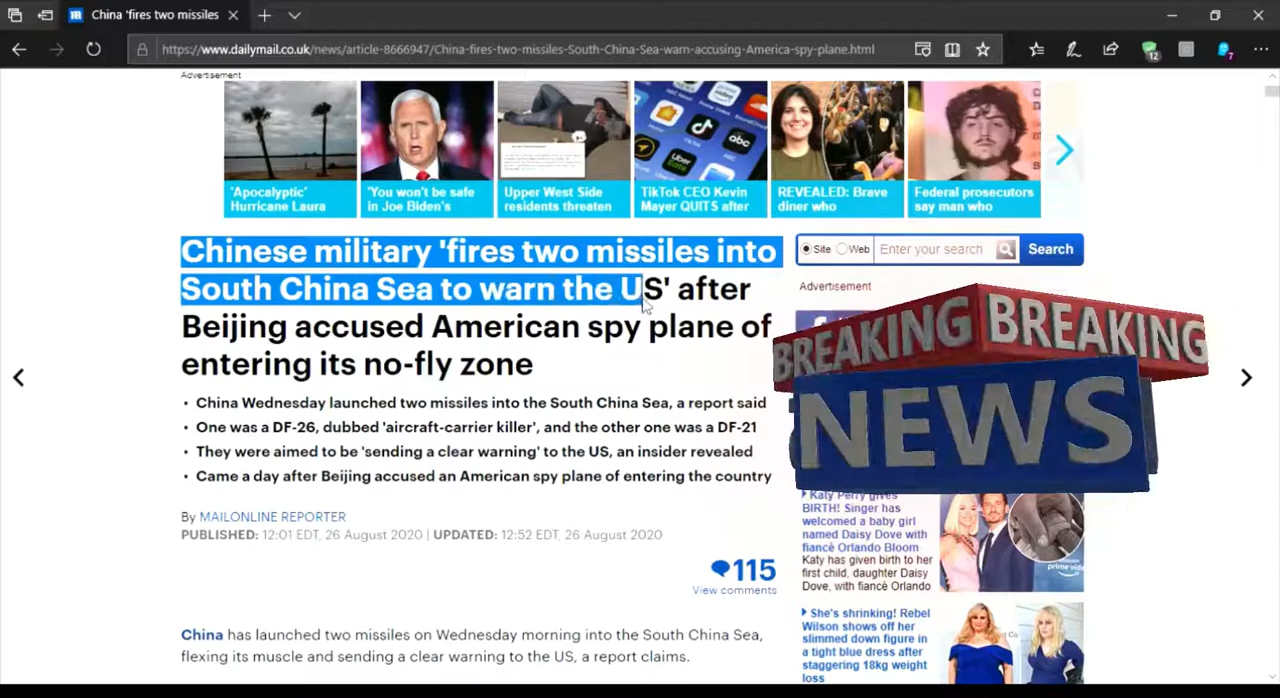 China 'fires two missiles
https://www.dailymail.co.uk/news/article-8666947/China-fires-two-missiles-South-China-Sea-warn-accusing-America-spy-plane.html
12
7
Advertisement
'Apocalyptic'
Hurricane Laura
'You won't be safe
in Joe Biden's
Upper West Side
residents threaten
TikTok CEO Kevin
Mayer QUITS after
REVEALED: Brave
diner who
Federal prosecutors
say man who
Chinese military 'fires two missiles into
South China Sea to warn the US' after
Beijing accused American spy plane of
entering its no-fly zone
Site Web Enter your search Search
Advertisement
BREAKING BREAKING
NEWS
• China Wednesday launched two missiles into the South China Sea, a report said
• One was a DF-26, dubbed 'aircraft-carrier killer', and the other one was a DF-21
• They were aimed to be 'sending a clear warning' to the US, an insider revealed
• Came a day after Beijing accused an American spy plane of entering the country
By MAILONLINE REPORTER
PUBLISHED: 12:01 EDT, 26 August 2020 | UPDATED: 12:52 EDT, 26 August 2020
115
View comments
China has launched two missiles on Wednesday morning into the South China Sea,
flexing its muscle and sending a clear warning to the US, a report claims.
Katy Perry gives
BIRTH! Singer has
welcomed a baby girl
named Daisy Dove with
fiancé Orlando Bloom
Katy has given birth to her
first child, daughter Daisy
Dove, with fiancé Orlando
prime video
She's shrinking! Rebel
Wilson shows off her
slimmed down figure in
a tight blue dress after
staggering 18kg weight
loss